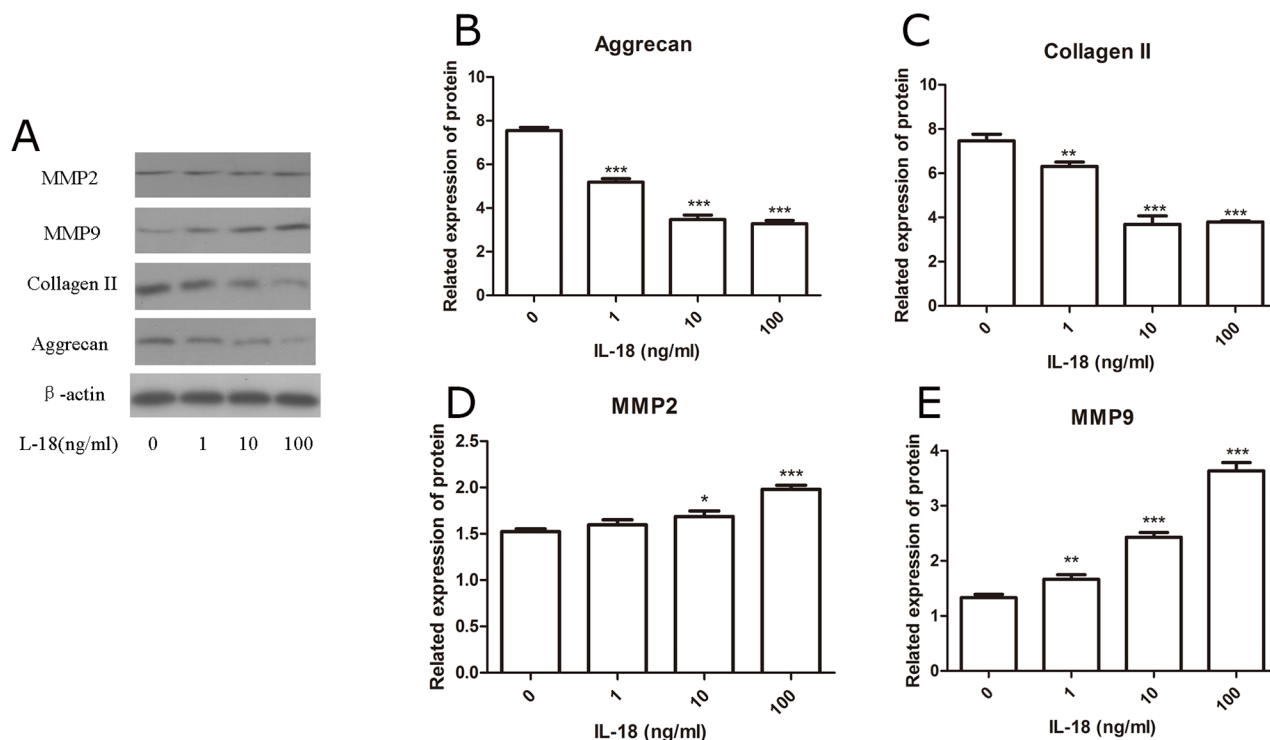 A
MMP2
MMP9
Collagen II
Aggrecan
β-actin
L-18(ng/ml) 0 1 10 100
B
Aggrecan
Related expression of protein
10
8
6
4
2
0
***
***
***
0 1 10 100
IL-18 (ng/ml)
C
Collagen II
Related expression of protein
10
8
6
4
2
0
**
***
***
0 1 10 100
IL-18 (ng/ml)
D
MMP2
Related expression of protein
2.5
2.0
1.5
1.0
0.5
0.0
*
***
0 1 10 100
IL-18 (ng/ml)
E
MMP9
Related expression of protein
4
3
2
1
0
**
***
***
0 1 10 100
IL-18 (ng/ml)